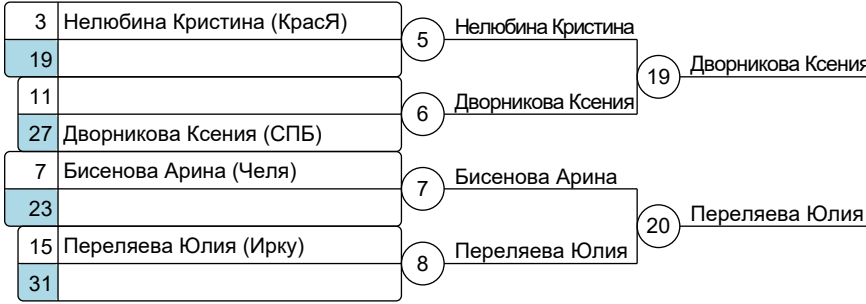 3 Нелюбина Кристина (КрасЯ)
19
11
27 Дворникова Ксения (СПБ)
7 Бисенова Арина (Челя)
23
15 Переляева Юлия (Ирку)
31
5 Нелюбина Кристина
6 Дворникова Ксения
7 Бисенова Арина
8 Переляева Юлия
19 Дворникова Ксения
20 Переляева Юлия